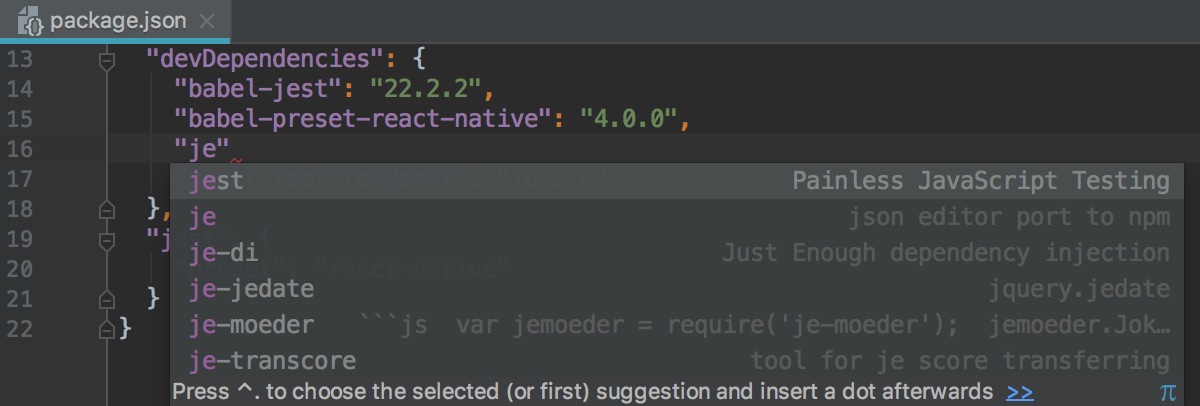 package.json
13 "devDependencies": {
14 "babel-jest": "22.2.2",
15 "babel-preset-react-native": "4.0.0",
16 "je"
17
jest Painless JavaScript Testing
18 },
je json editor port to npm
19
je-di Just Enough dependency injection
20 "preset": "react-native"
je-jedate jquery.jedate
21 }
22 }
je-moeder ```js var jemoeder = require('je-moeder'); jemoeder.Jok…
je-transcore tool for je score transferring
Press ^. to choose the selected (or first) suggestion and insert a dot afterwards >> π